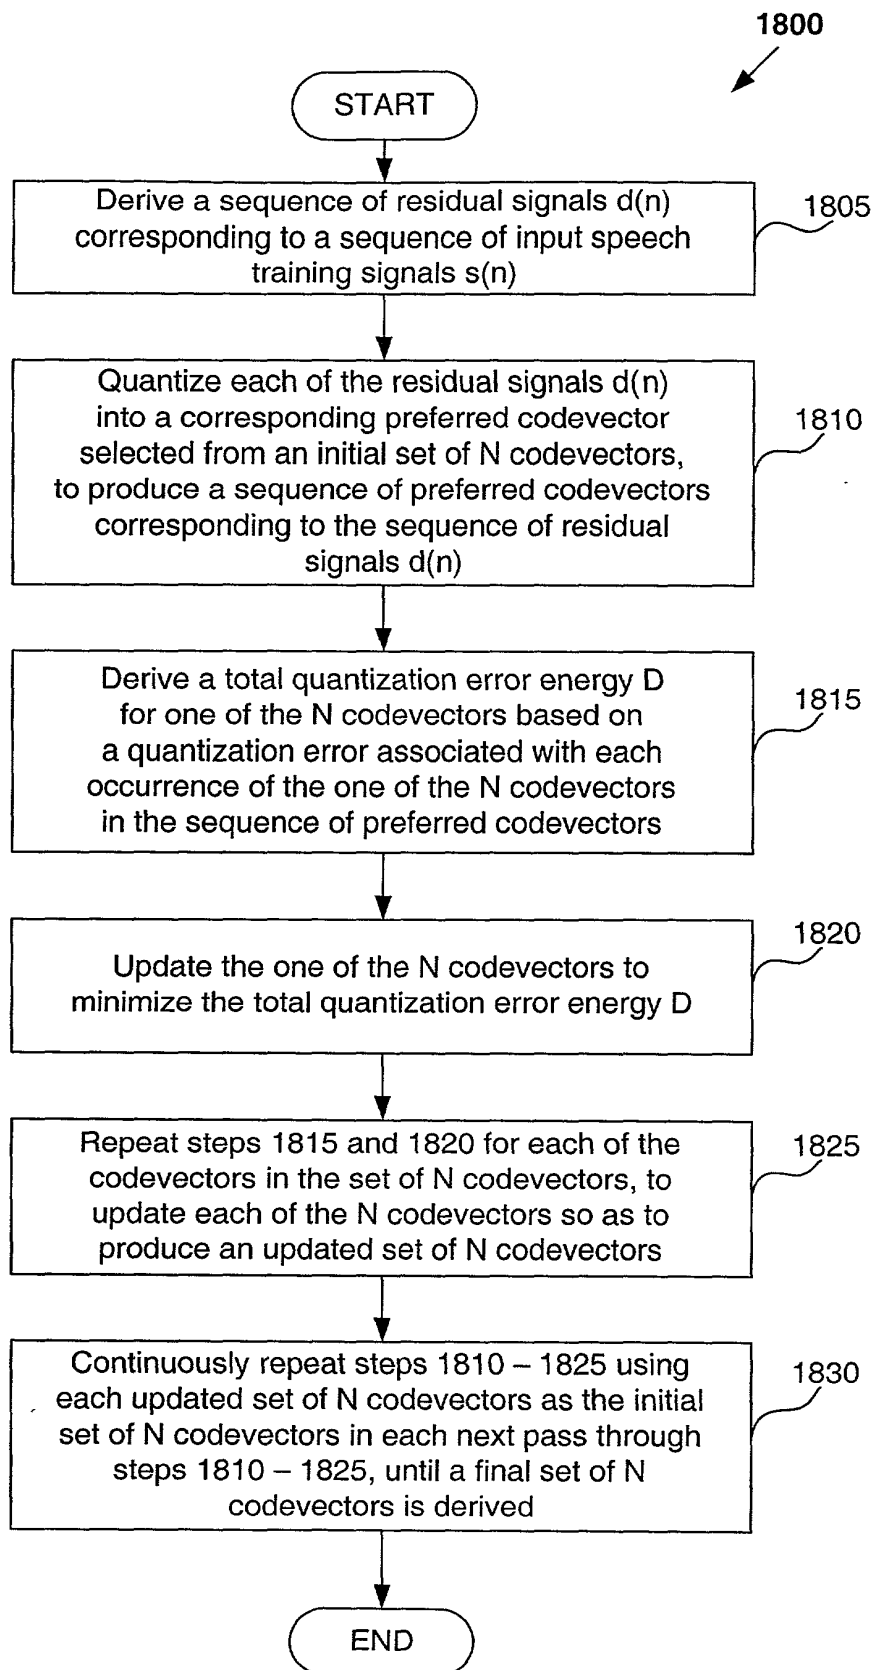 1800
START
Derive a sequence of residual signals d(n)
corresponding to a sequence of input speech
training signals s(n)
1805
Quantize each of the residual signals d(n)
into a corresponding preferred codevector
selected from an initial set of N codevectors,
to produce a sequence of preferred codevectors
corresponding to the sequence of residual
signals d(n)
1810
Derive a total quantization error energy D
for one of the N codevectors based on
a quantization error associated with each
occurrence of the one of the N codevectors
in the sequence of preferred codevectors
1815
Update the one of the N codevectors to
minimize the total quantization error energy D
1820
Repeat steps 1815 and 1820 for each of the
codevectors in the set of N codevectors, to
update each of the N codevectors so as to
produce an updated set of N codevectors
1825
Continuously repeat steps 1810 – 1825 using
each updated set of N codevectors as the initial
set of N codevectors in each next pass through
steps 1810 – 1825, until a final set of N
codevectors is derived
1830
END